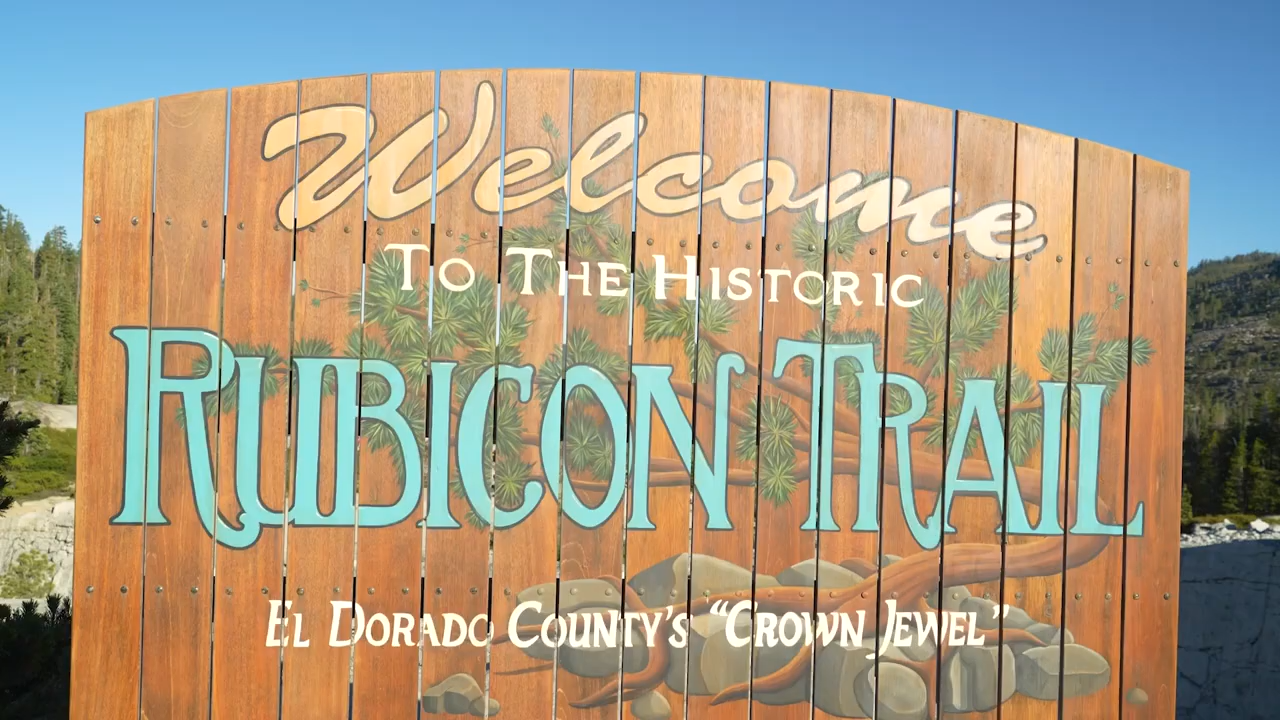 Welcome
To The Historic
Rubicon Trail
El Dorado County's "Crown Jewel"